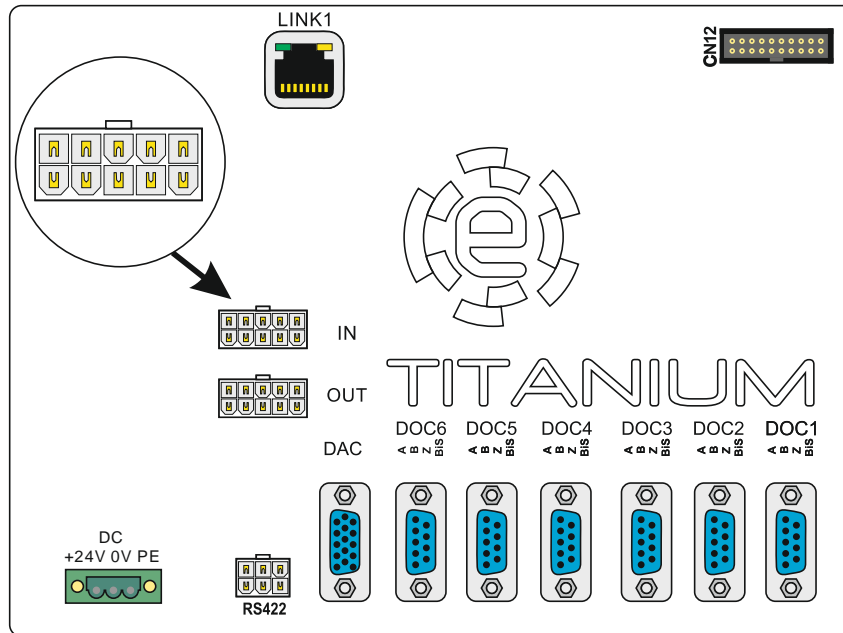 LINK1
CN12
IN
TITANIUM
OUT
DOC6 DOC5 DOC4 DOC3 DOC2 DOC1
A B Z BiS A B Z BiS A B Z BiS A B Z BiS A B Z BiS A B Z BiS
DAC
DC
+24V 0V PE
RS422